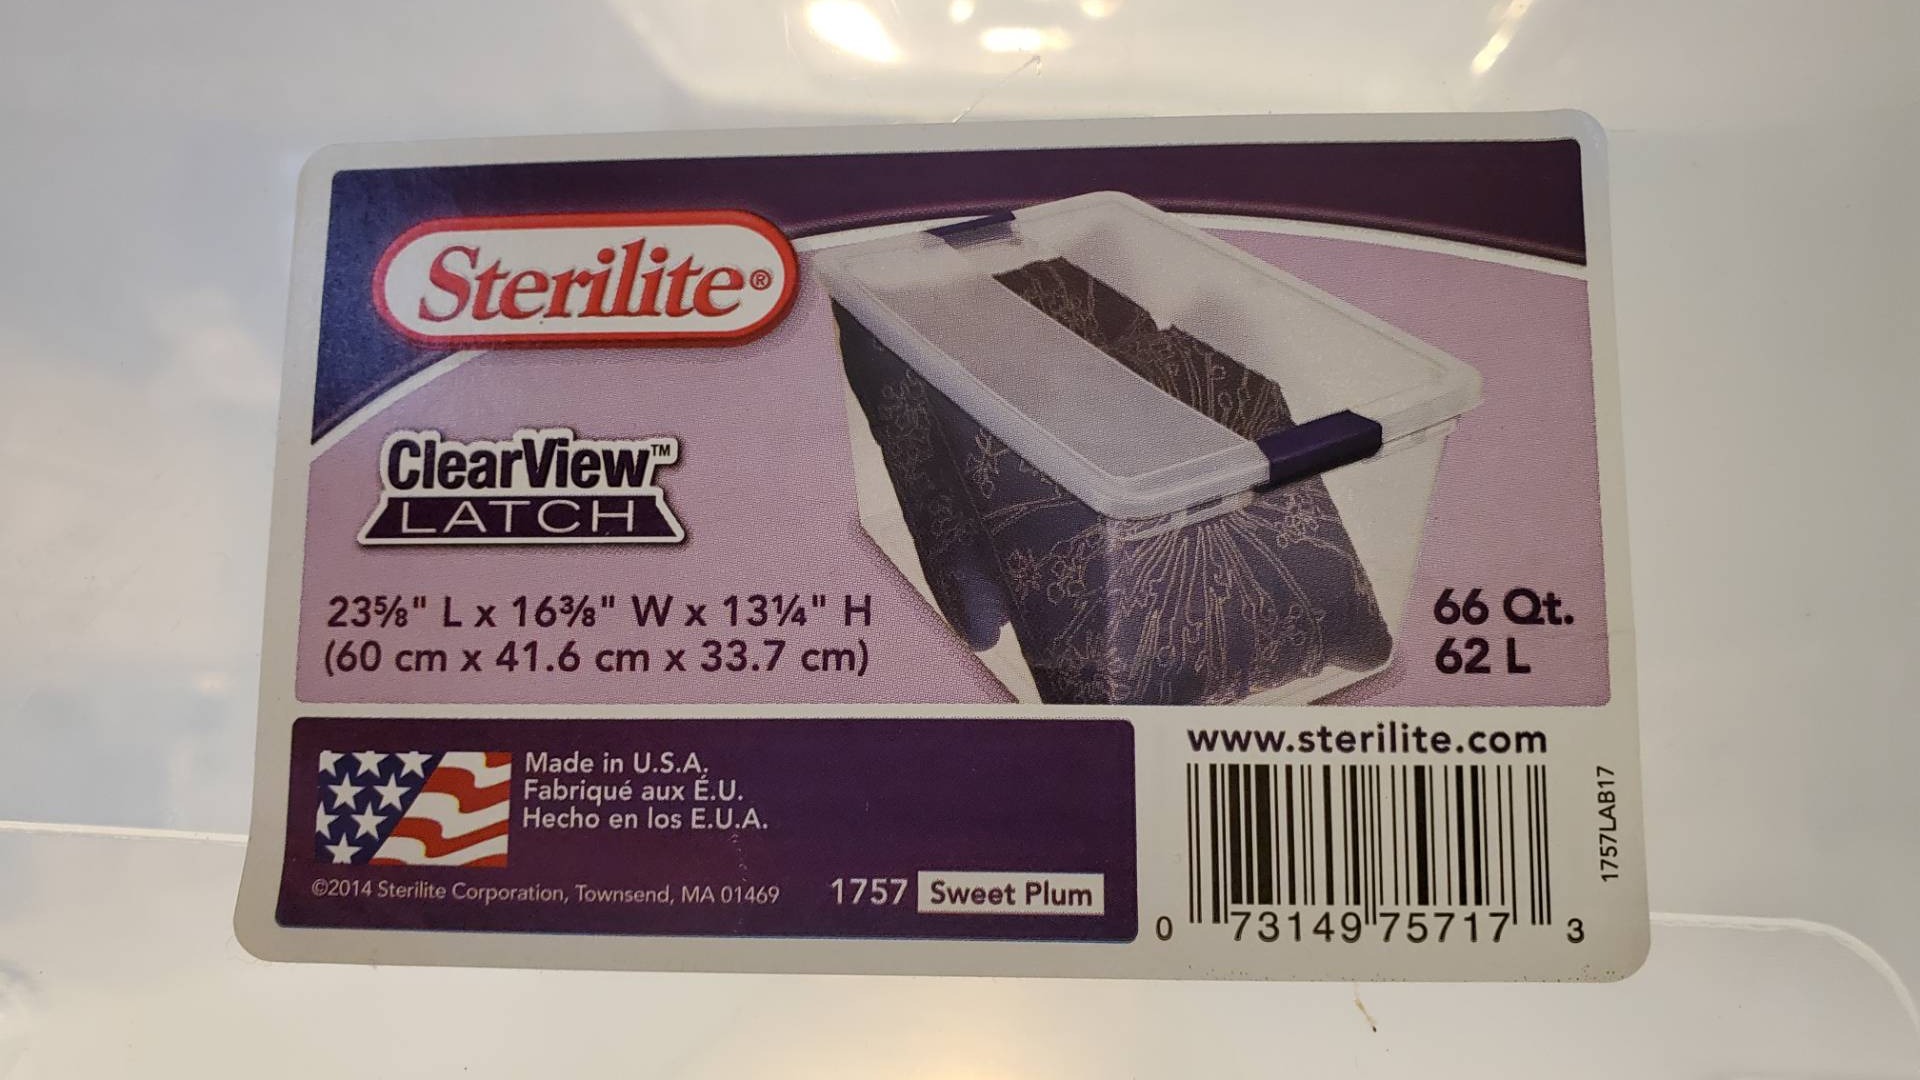 Sterilite®
ClearView™
LATCH
23⅝" L x 16⅜" W x 13¼" H
(60 cm x 41.6 cm x 33.7 cm)
66 Qt.
62 L
Made in U.S.A.
Fabriqué aux É.U.
Hecho en los E.U.A.
©2014 Sterilite Corporation, Townsend, MA 01469
1757 Sweet Plum
www.sterilite.com
0 73149 75717 3
1757LAB17